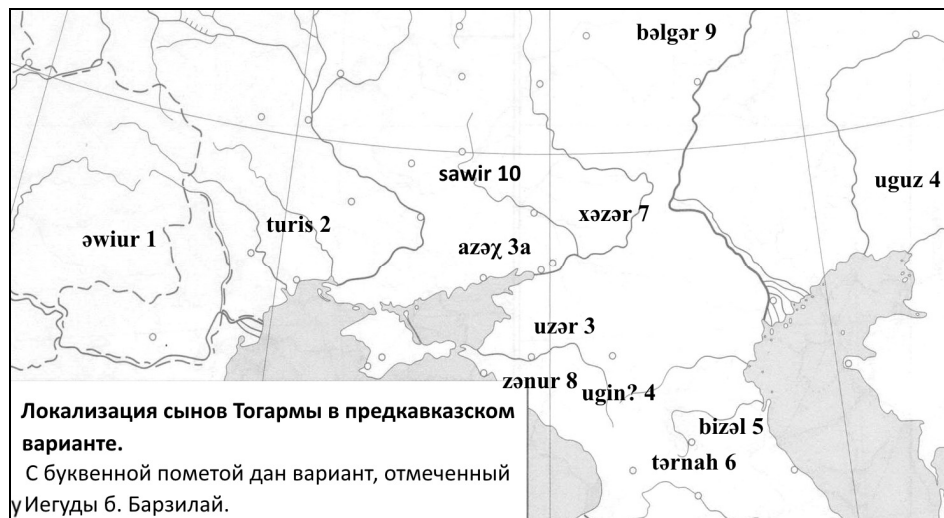 bəlgər 9
uguz 4
sawir 10
xəzər 7
turis 2
əwiur 1
azəχ 3a
uzər 3
zənur 8
ugin? 4
bizəl 5
tərnah 6
Локализация сынов Тогармы в предкавказском
варианте.
С буквенной пометой дан вариант, отмеченный
у Иегуды б. Барзилай.